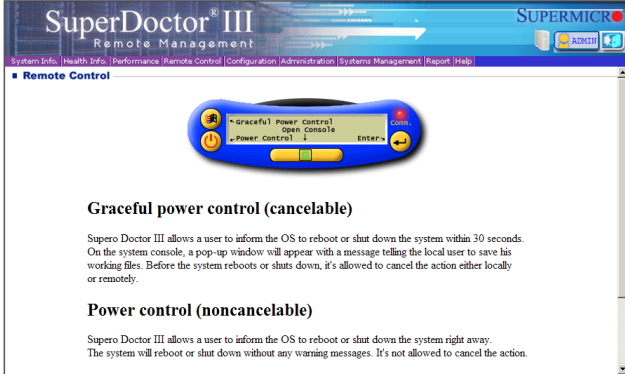 SuperDoctor® III
Remote Management
SUPERMICR
ADMIN
System Info. Health Info. Performance Remote Control Configuration Administration Systems Management Report Help
Remote Control
Graceful Power Control
Open Console
Power Control ↓ Enter
Comm.
Graceful power control (cancelable)
Supero Doctor III allows a user to inform the OS to reboot or shut down the system within 30 seconds.
On the system console, a pop-up window will appear with a message telling the local user to save his
working files. Before the system reboots or shuts down, it's allowed to cancel the action either locally
or remotely.
Power control (noncancelable)
Supero Doctor III allows a user to inform the OS to reboot or shut down the system right away.
The system will reboot or shut down without any warning messages. It's not allowed to cancel the action.